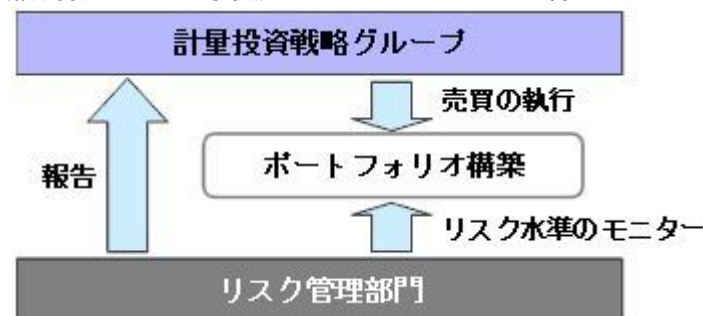 計量投資戦略グループ
売買の執行
ポートフォリオ構築
報告
リスク水準のモニター
リスク管理部門